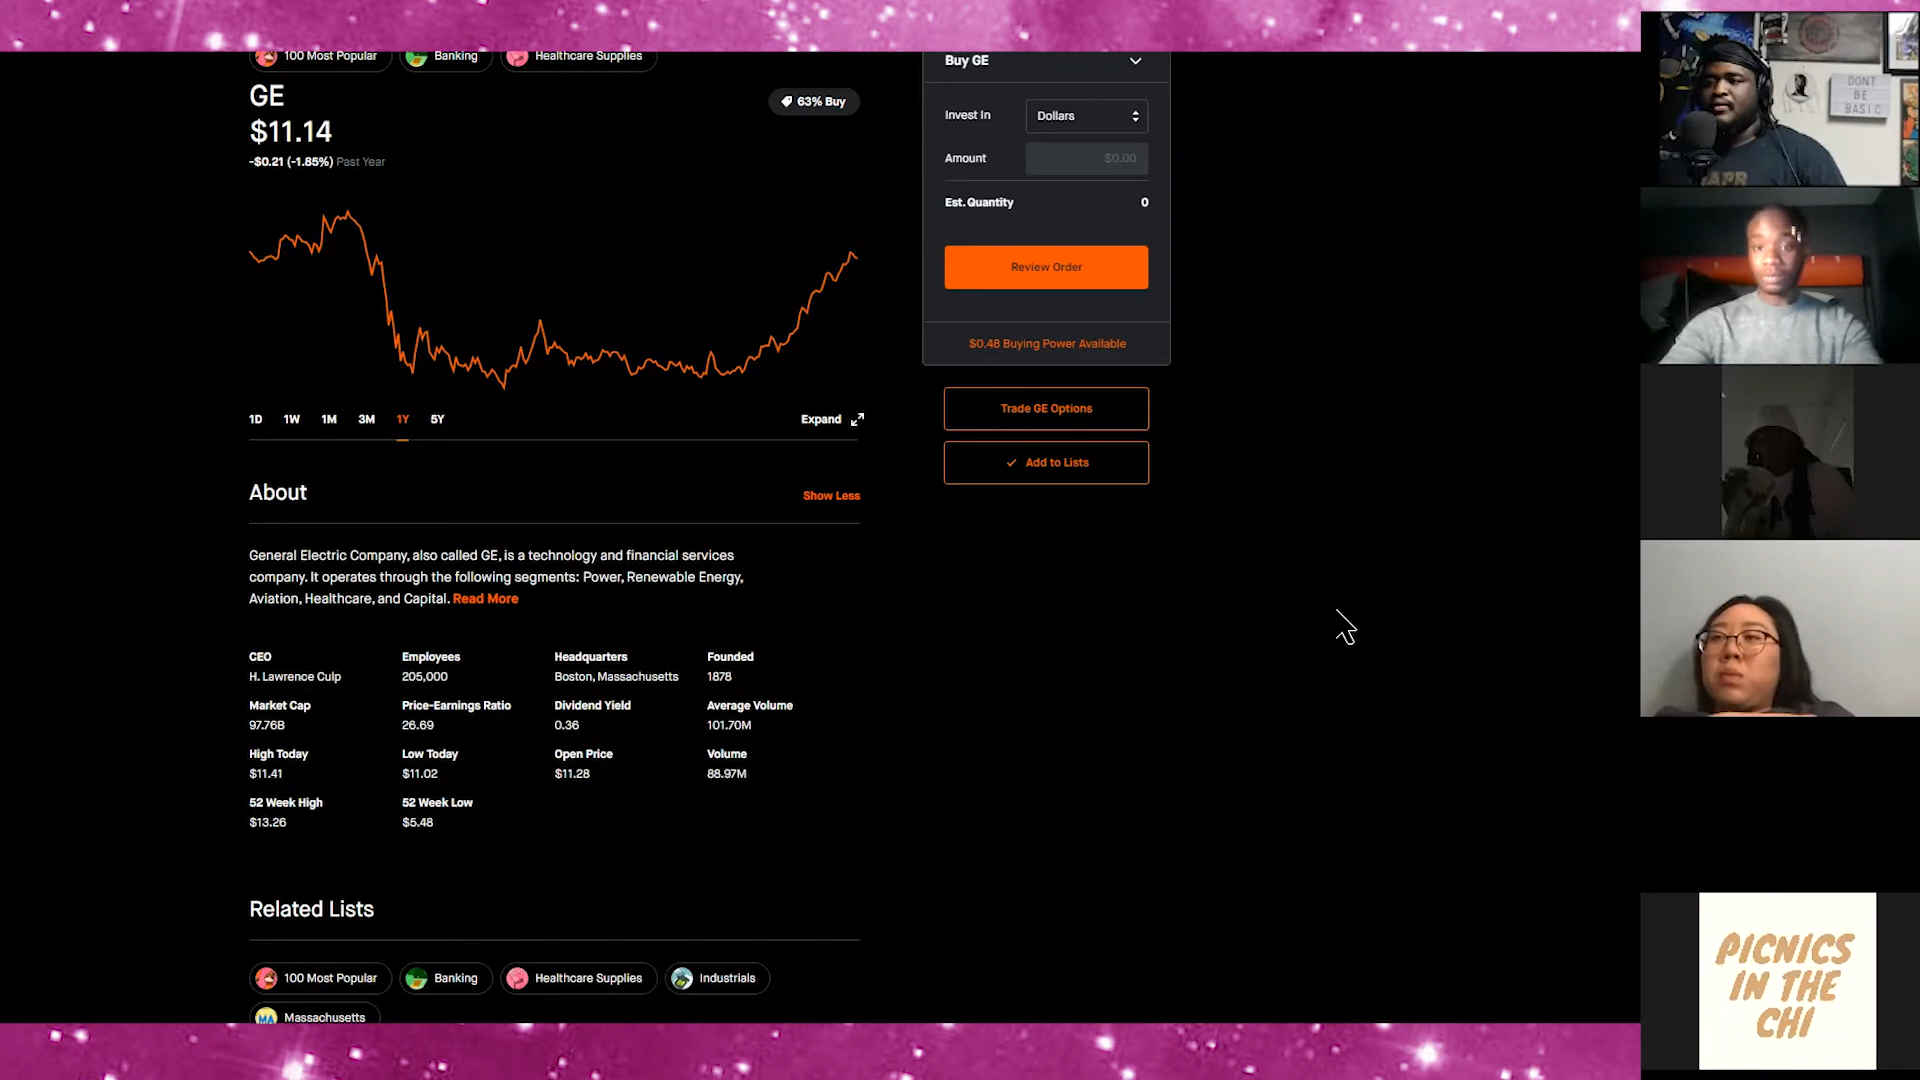 100 Most Popular
Banking
Healthcare Supplies
GE
63% Buy
$11.14
-$0.21 (-1.85%) Past Year
1D 1W 1M 3M 1Y 5Y
Expand
Buy GE
Invest In
Dollars
Amount
$0.00
Est. Quantity
0
Review Order
$0.48 Buying Power Available
Trade GE Options
Add to Lists
About
Show Less
General Electric Company, also called GE, is a technology and financial services
company. It operates through the following segments: Power, Renewable Energy,
Aviation, Healthcare, and Capital. Read More
CEO Employees Headquarters Founded
H. Lawrence Culp 205,000 Boston, Massachusetts 1878
Market Cap Price-Earnings Ratio Dividend Yield Average Volume
97.76B 26.69 0.36 101.70M
High Today Low Today Open Price Volume
$11.41 $11.02 $11.28 88.97M
52 Week High 52 Week Low
$13.26 $5.48
Related Lists
100 Most Popular
Banking
Healthcare Supplies
Industrials
MA
Massachusetts
DONT
BE
BASIC
PICNICS
IN THE
CHI